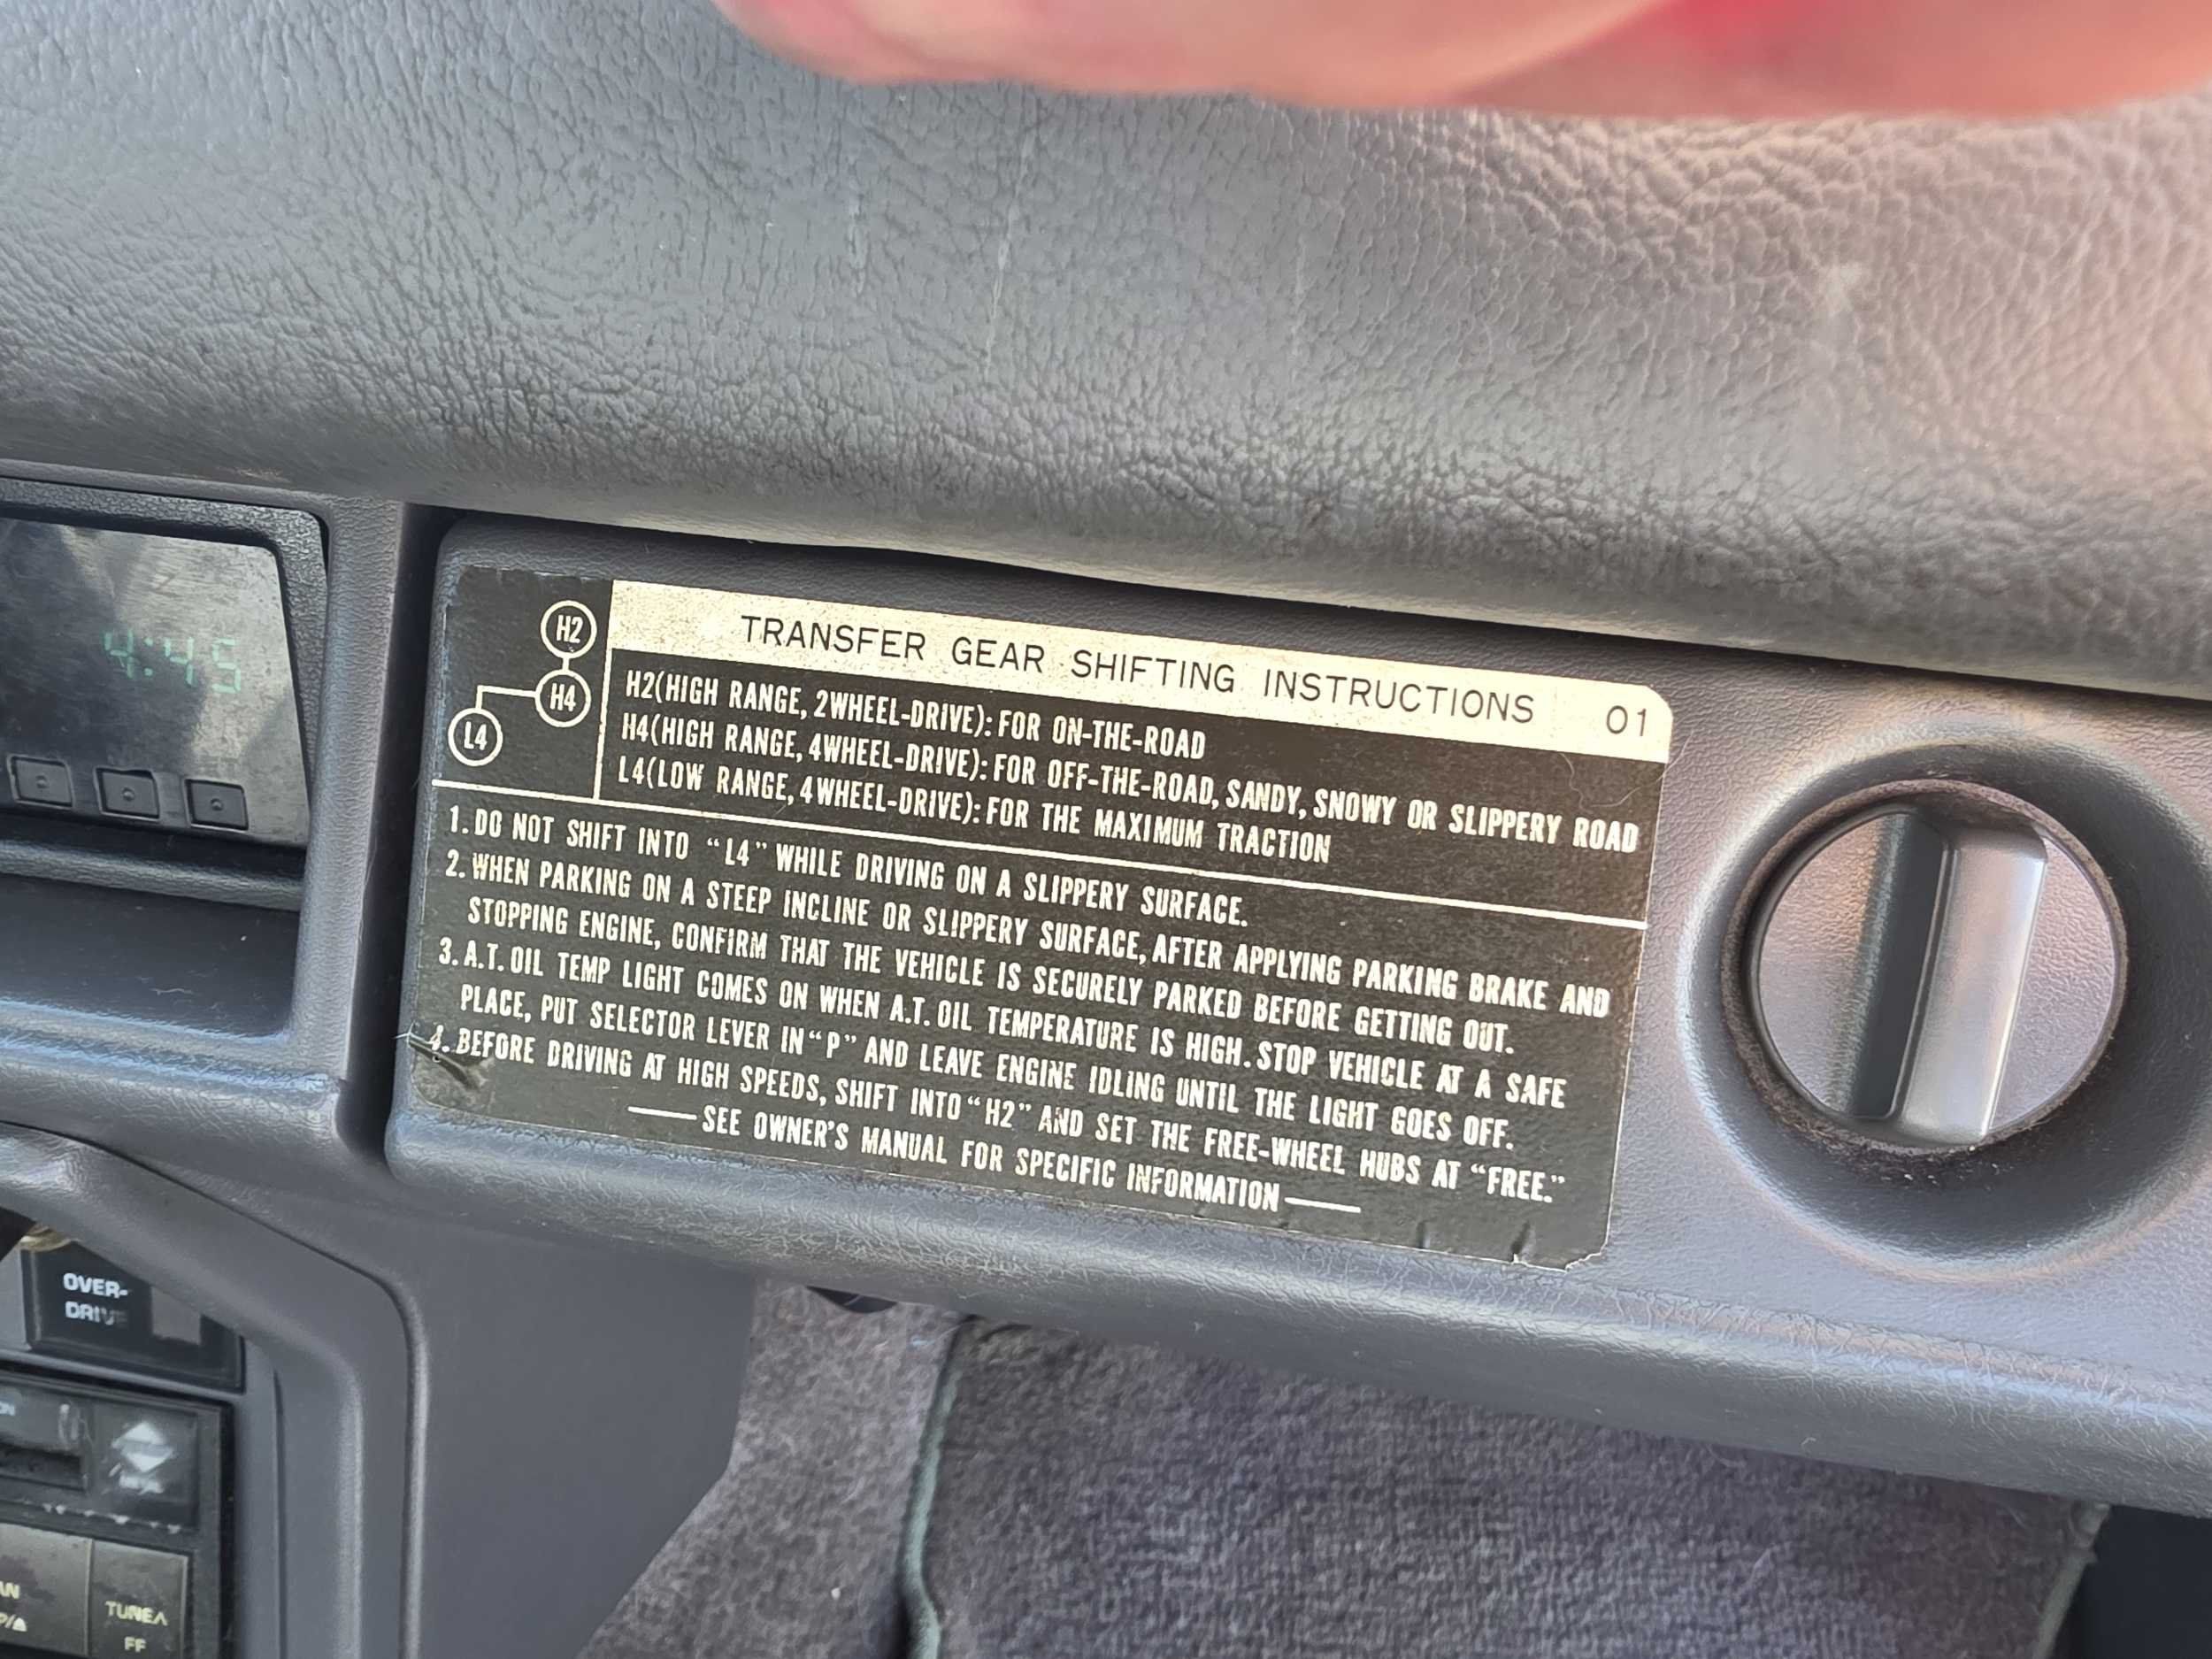 4:45
H2
H4
L4
TRANSFER GEAR SHIFTING INSTRUCTIONS 01
H2(HIGH RANGE, 2WHEEL-DRIVE): FOR ON-THE-ROAD
H4(HIGH RANGE, 4WHEEL-DRIVE): FOR OFF-THE-ROAD, SANDY, SNOWY OR SLIPPERY ROAD
L4(LOW RANGE, 4WHEEL-DRIVE): FOR THE MAXIMUM TRACTION
1. DO NOT SHIFT INTO "L4" WHILE DRIVING ON A SLIPPERY SURFACE.
2. WHEN PARKING ON A STEEP INCLINE OR SLIPPERY SURFACE, AFTER APPLYING PARKING BRAKE AND
STOPPING ENGINE, CONFIRM THAT THE VEHICLE IS SECURELY PARKED BEFORE GETTING OUT.
3. A.T. OIL TEMP LIGHT COMES ON WHEN A.T. OIL TEMPERATURE IS HIGH. STOP VEHICLE AT A SAFE
PLACE, PUT SELECTOR LEVER IN "P" AND LEAVE ENGINE IDLING UNTIL THE LIGHT GOES OFF.
4. BEFORE DRIVING AT HIGH SPEEDS, SHIFT INTO "H2" AND SET THE FREE-WHEEL HUBS AT "FREE."
SEE OWNER'S MANUAL FOR SPECIFIC INFORMATION
OVER-
DRIVE
TUNE∧
FF